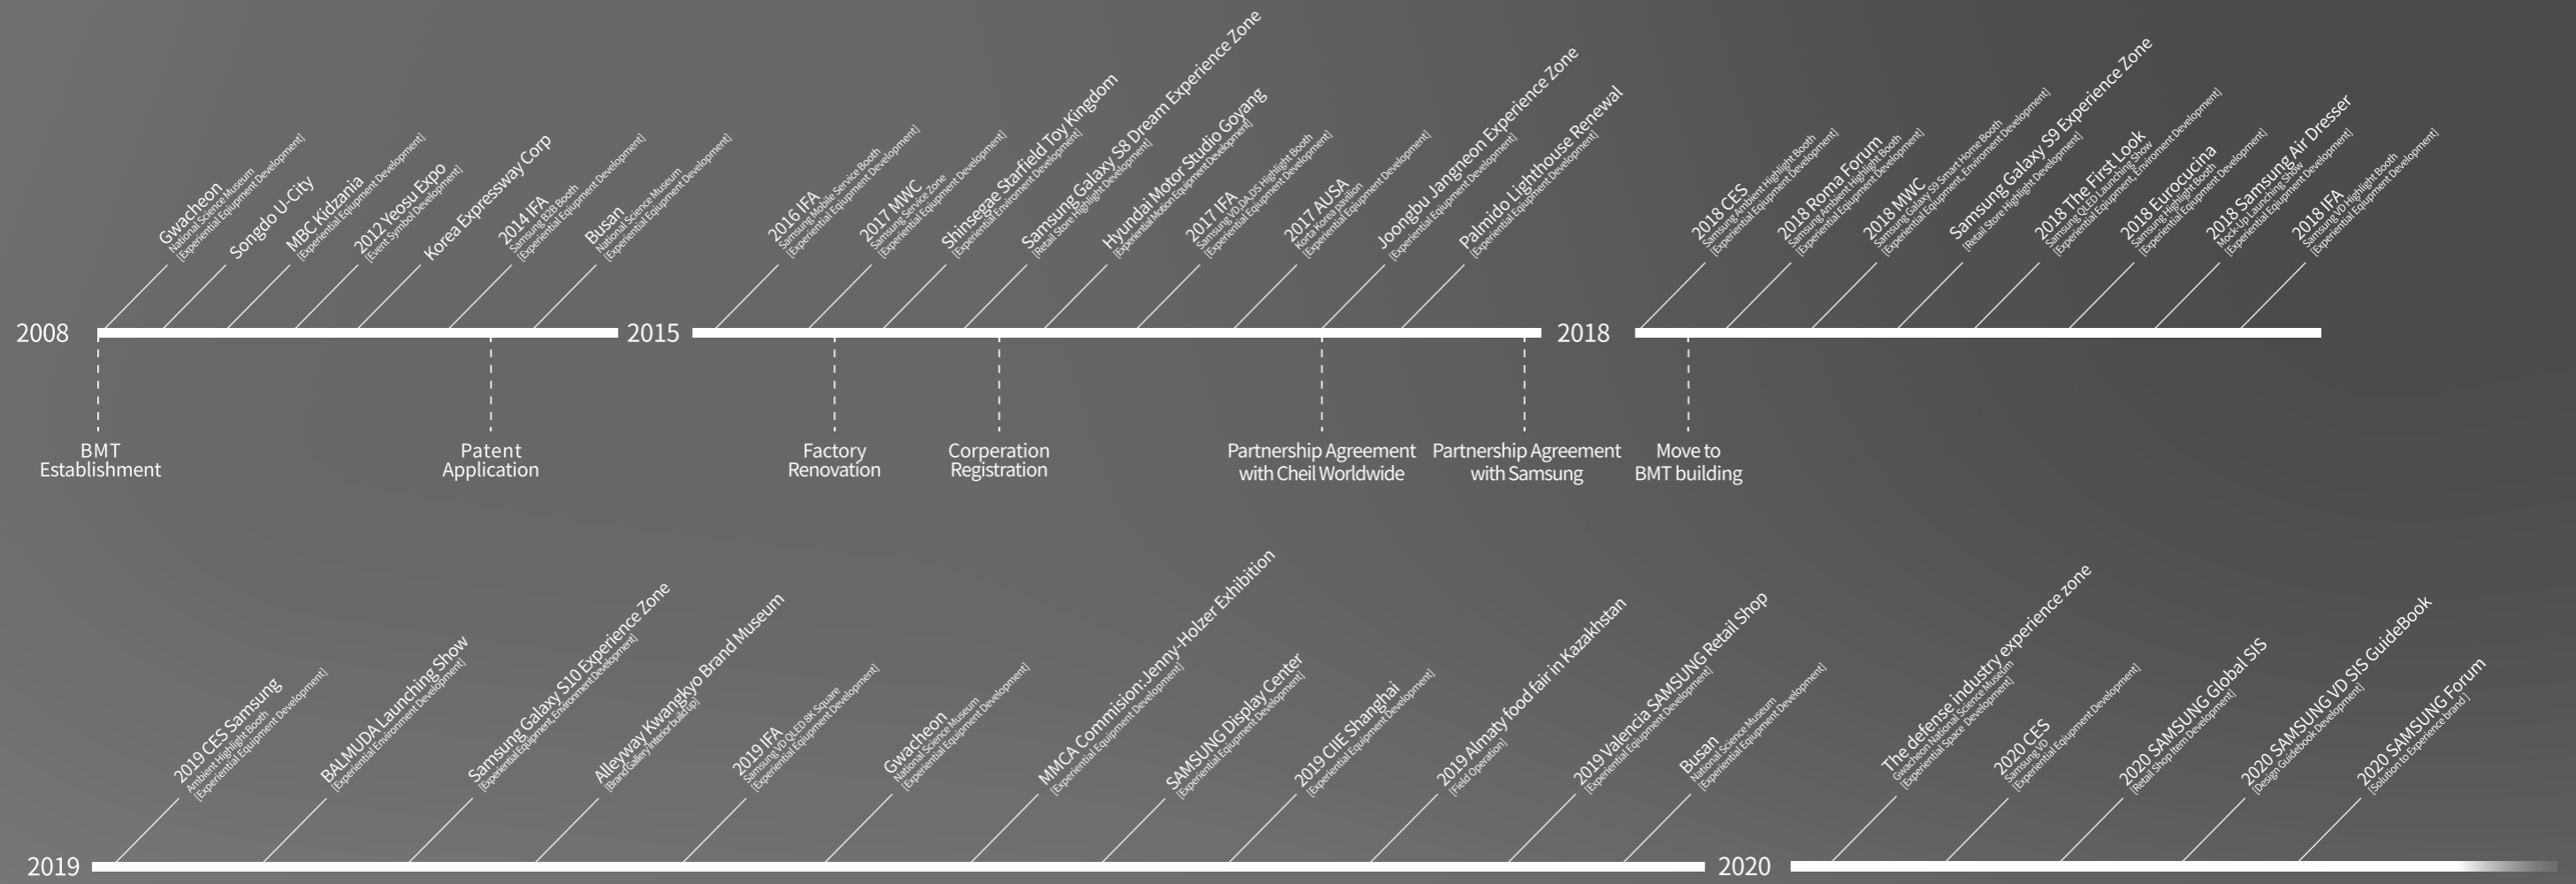 2008
Gwacheon
National Science Museum
[Experiential Equipment Development]
Songdo U-City
MBC Kidzania
[Experiential Equipment Development]
2012 Yeosu Expo
[Event Symbol Development]
Korea Expressway Corp
2014 IFA
Samsung B2B Booth
[Experiential Equipment Development]
Busan
National Science Museum
[Experiential Equipment Development]
2015
2016 IFA
Samsung Mobile Service Booth
[Experiential Equipment Development]
2017 MWC
Samsung Service Zone
[Experiential Equipment Development]
Shinsegae Starfield Toy Kingdom
[Experiential Environment Development]
Samsung Galaxy S8 Dream Experience Zone
[Retail Store Highlight Development]
Hyundai Motor Studio Goyang
[Experiential Motion Equipment Development]
2017 IFA
Samsung VD,DA,DS Highlight Booth
[Experiential Equipment Development]
2017 AUSA
Korta Korea pavilion
[Experiential Equipment Development]
Joongbu Jangneon Experience Zone
[Experiential Equipment Development]
Palmido Lighthouse Renewal
[Experiential Equipment Development]
2018
2018 CES
Samsung Ambient Highlight Booth
[Experiential Equipment Development]
2018 Roma Forum
Samsung Ambient Highlight Booth
[Experiential Equipment Development]
2018 MWC
Samsung Galaxy S9 Smart Home Booth
[Experiential Equipment, Enviroment Development]
Samsung Galaxy S9 Experience Zone
[Retail Store Highlight Development]
2018 The First Look
Samsung QLED Launching Show
[Experiential Equipment, Enviroment Development]
2018 Eurocucina
Samsung Highlight Booth
[Experiential Equipment Development]
2018 Samsung Air Dresser
Mock-Up Launching Show
[Experiential Equipment Development]
2018 IFA
Samsung VD Highlight Booth
[Experiential Equipment Development]
BMT
Establishment
Patent
Application
Factory
Renovation
Corperation
Registration
Partnership Agreement
with Cheil Worldwide
Partnership Agreement
with Samsung
Move to
BMT building
2019
2019 CES Samsung
Ambient Highlight Booth
[Experiential Equipment Development]
BALMUDA Launching Show
[Experiential Environment Development]
Samsung Galaxy S10 Experience Zone
[Experiential Equipment, Environment Development]
Alleyway Kwangkyo Brand Museum
[Brand Gallery Interior build up]
2019 IFA
Samsung VD QLED 8K Square
[Experiential Equipment Development]
Gwacheon
National Science Museum
[Experiential Equipment Development]
MMCA Commision:Jenny-Holzer Exhibition
[Experiential Equipment Development]
SAMSUNG Display Center
[Experiential Equipment Development]
2019 CIIE Shanghai
[Experiential Equipment Development]
2019 Almaty food fair in Kazakhstan
[Field Operation]
2019 Valencia SAMSUNG Retail Shop
[Experiential Equipment Development]
Busan
National Science Museum
[Experiential Equipment Development]
2020
The defense industry experience zone
Gwacheon National Science Museum
[Experiential Space Development]
2020 CES
Samsung VD
[Experiential Equipment Development]
2020 SAMSUNG Global SIS
[Retail Shop Item Development]
2020 SAMSUNG VD SIS GuideBook
[Design Guidebook Development]
2020 SAMSUNG Forum
[Solution to Experience brand ]